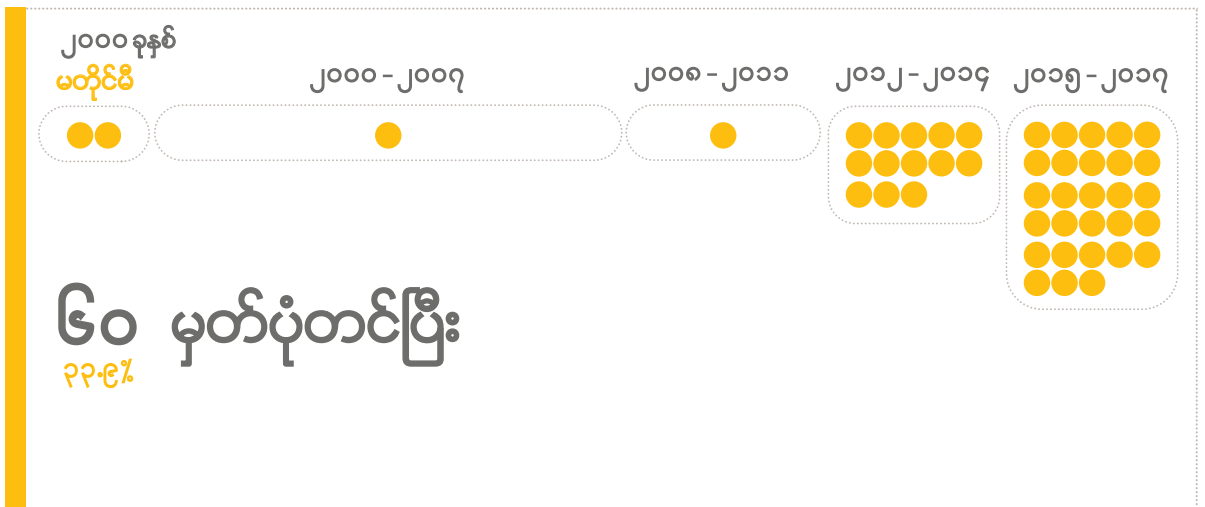 ၂၀၀၀ ခုနှစ်
မတိုင်မီ
၂၀၀၀ – ၂၀၀၇
၂၀၀၈ – ၂၀၁၁
၂၀၁၂ – ၂၀၁၄
၂၀၁၅ – ၂၀၁၇
၆၀ မှတ်ပုံတင်ပြီး
၃၃.၉%